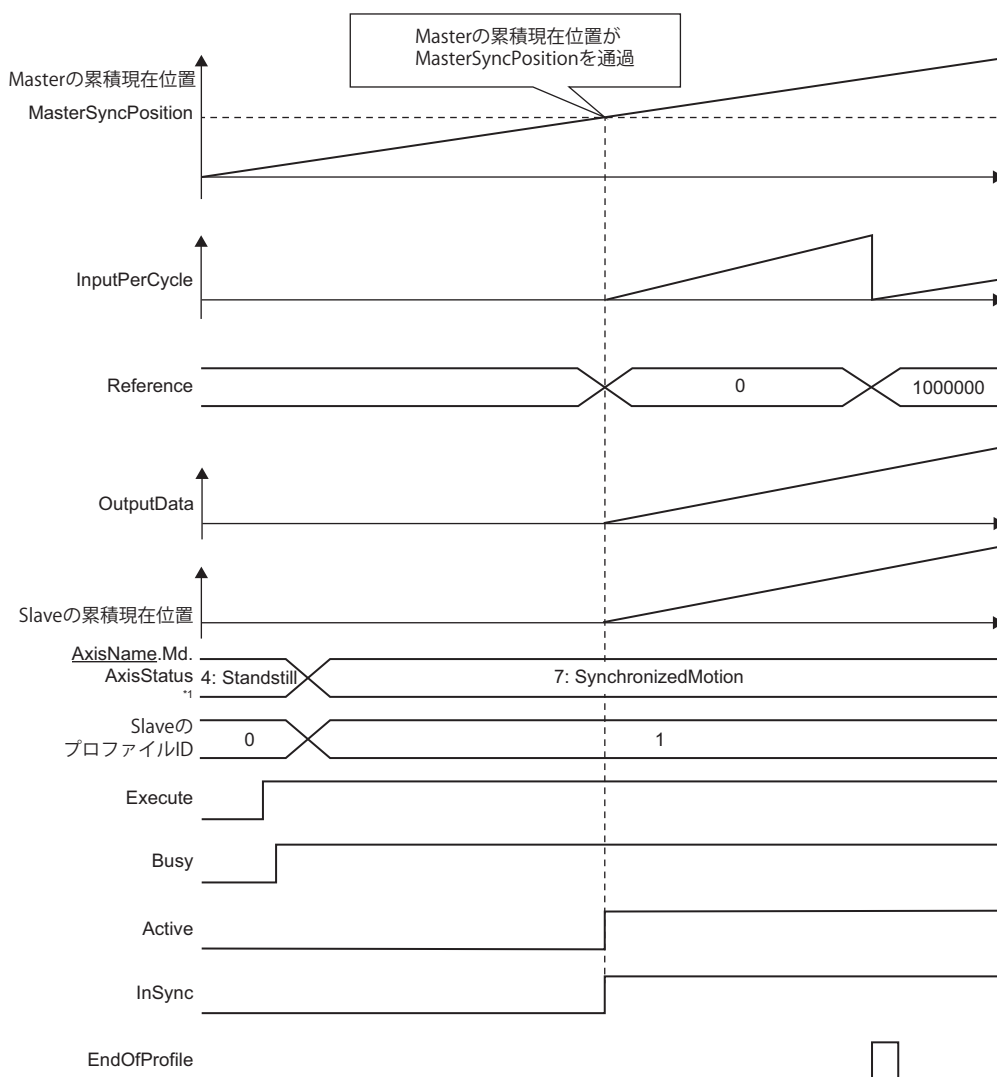 Masterの累積現在位置が
MasterSyncPositionを通過
Masterの累積現在位置
MasterSyncPosition
InputPerCycle
Reference
0
1000000
OutputData
Slaveの累積現在位置
AxisName.Md.
AxisStatus
*1
4: Standstill
7: SynchronizedMotion
Slaveの
プロファイルID
0
1
Execute
Busy
Active
InSync
EndOfProfile